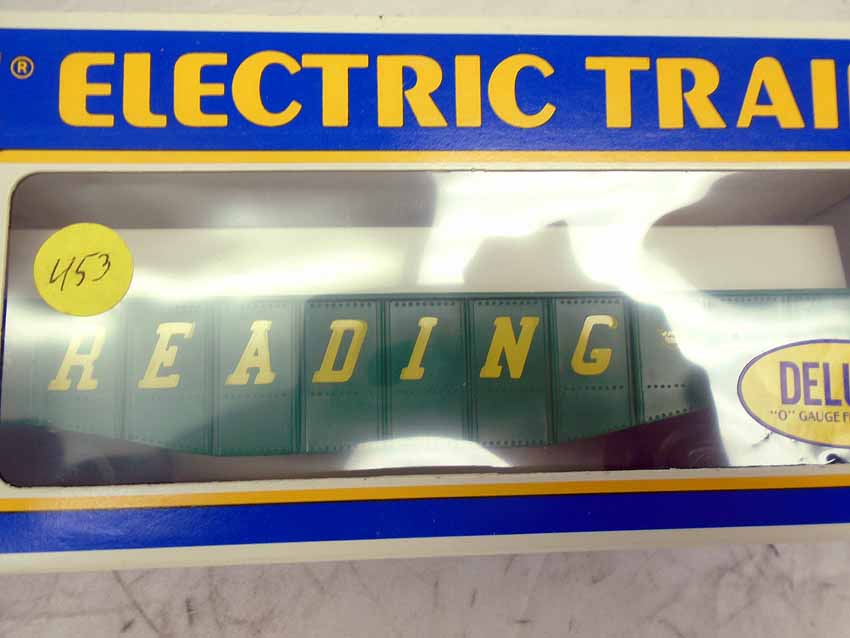 ® ELECTRIC TRAI
453
READING
DELU
"O" GAUGE F